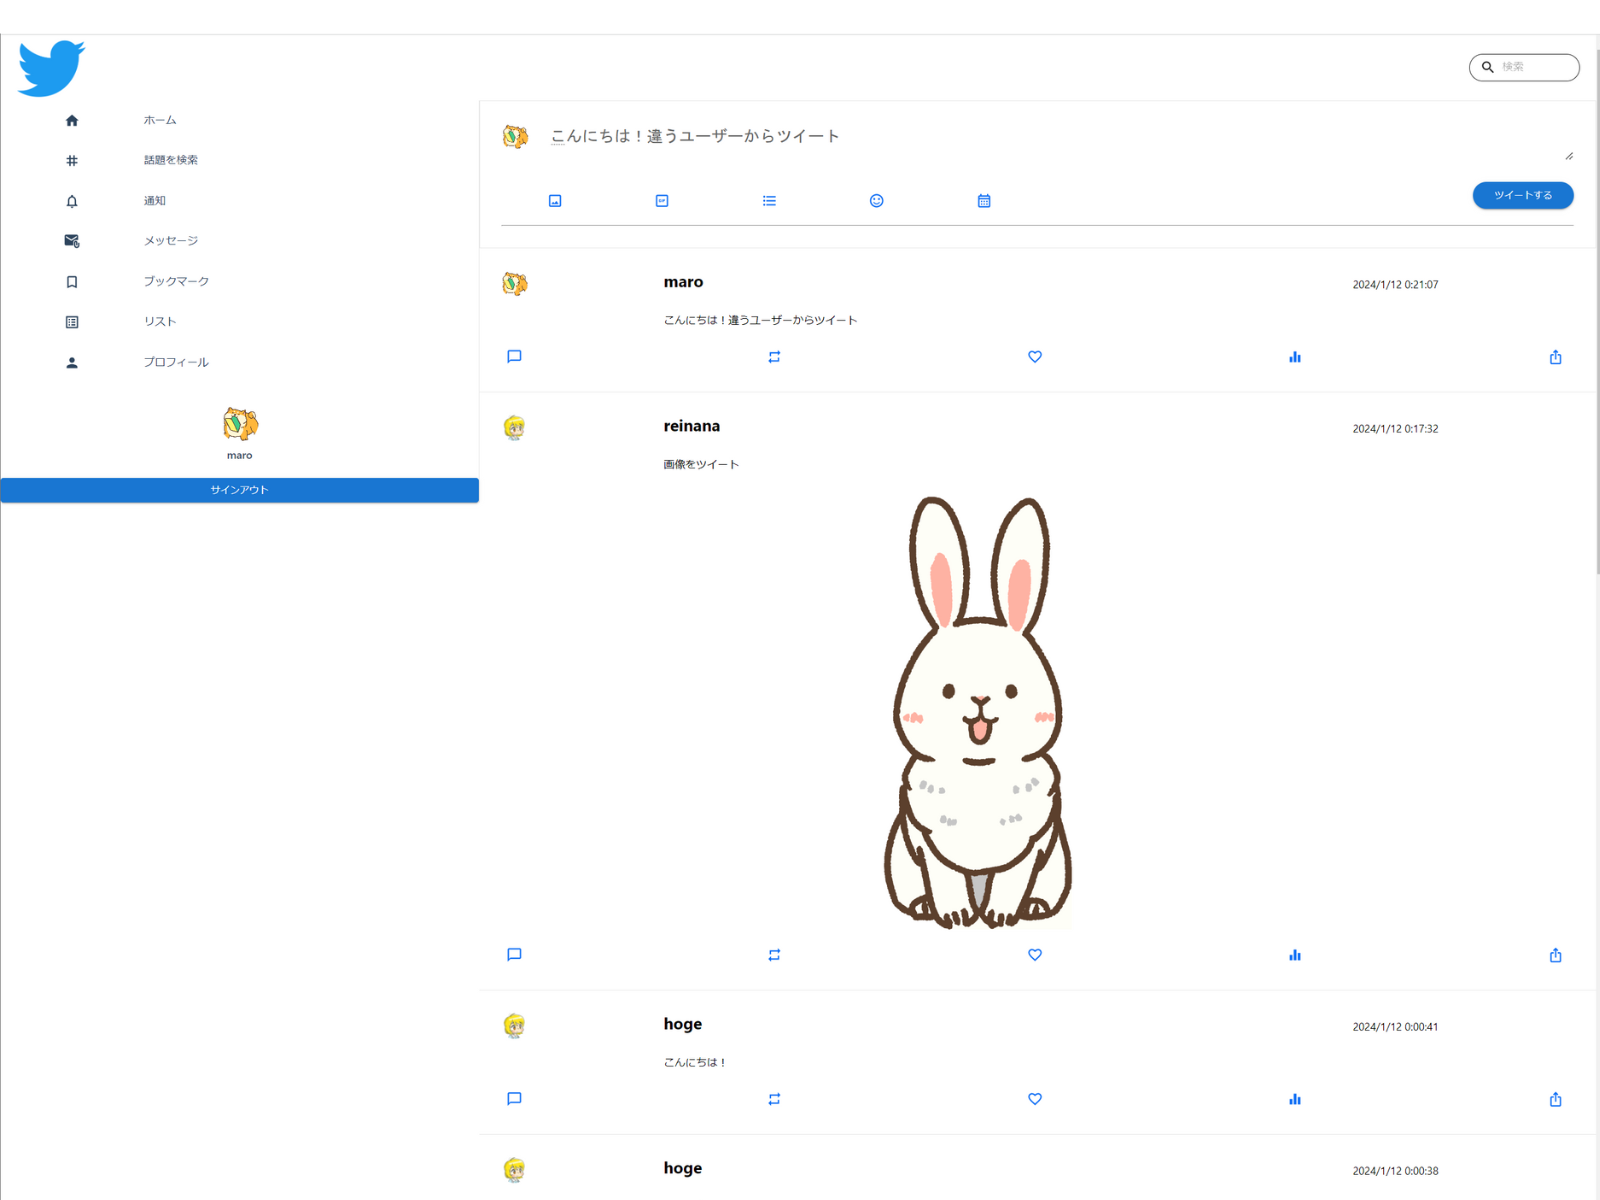 検索
ホーム
話題を検索
通知
メッセージ
ブックマーク
リスト
プロフィール
maro
サインアウト
こんにちは！違うユーザーからツイート
GIF
ツイートする
maro
2024/1/12 0:21:07
こんにちは！違うユーザーからツイート
reinana
2024/1/12 0:17:32
画像をツイート
hoge
2024/1/12 0:00:41
こんにちは！
hoge
2024/1/12 0:00:38